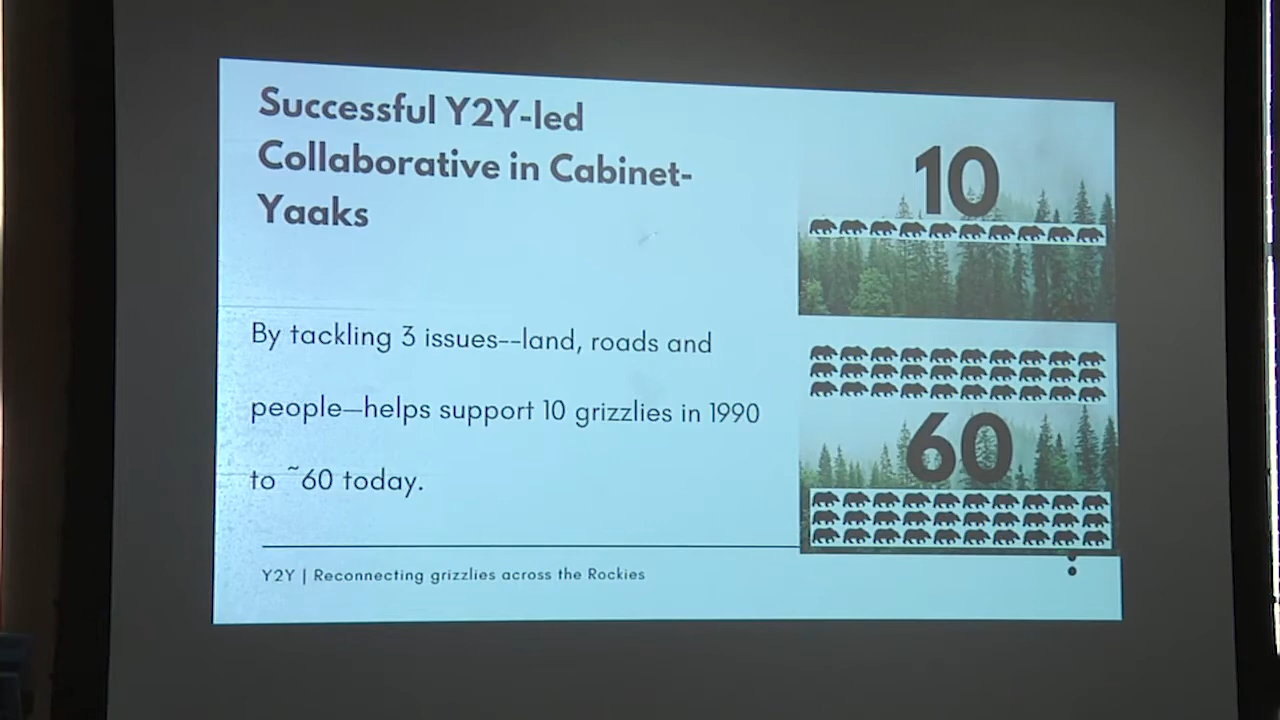 Successful Y2Y-led
Collaborative in Cabinet-
Yaaks
By tackling 3 issues--land, roads and
people—helps support 10 grizzlies in 1990
to ~60 today.
Y2Y | Reconnecting grizzlies across the Rockies
10
60